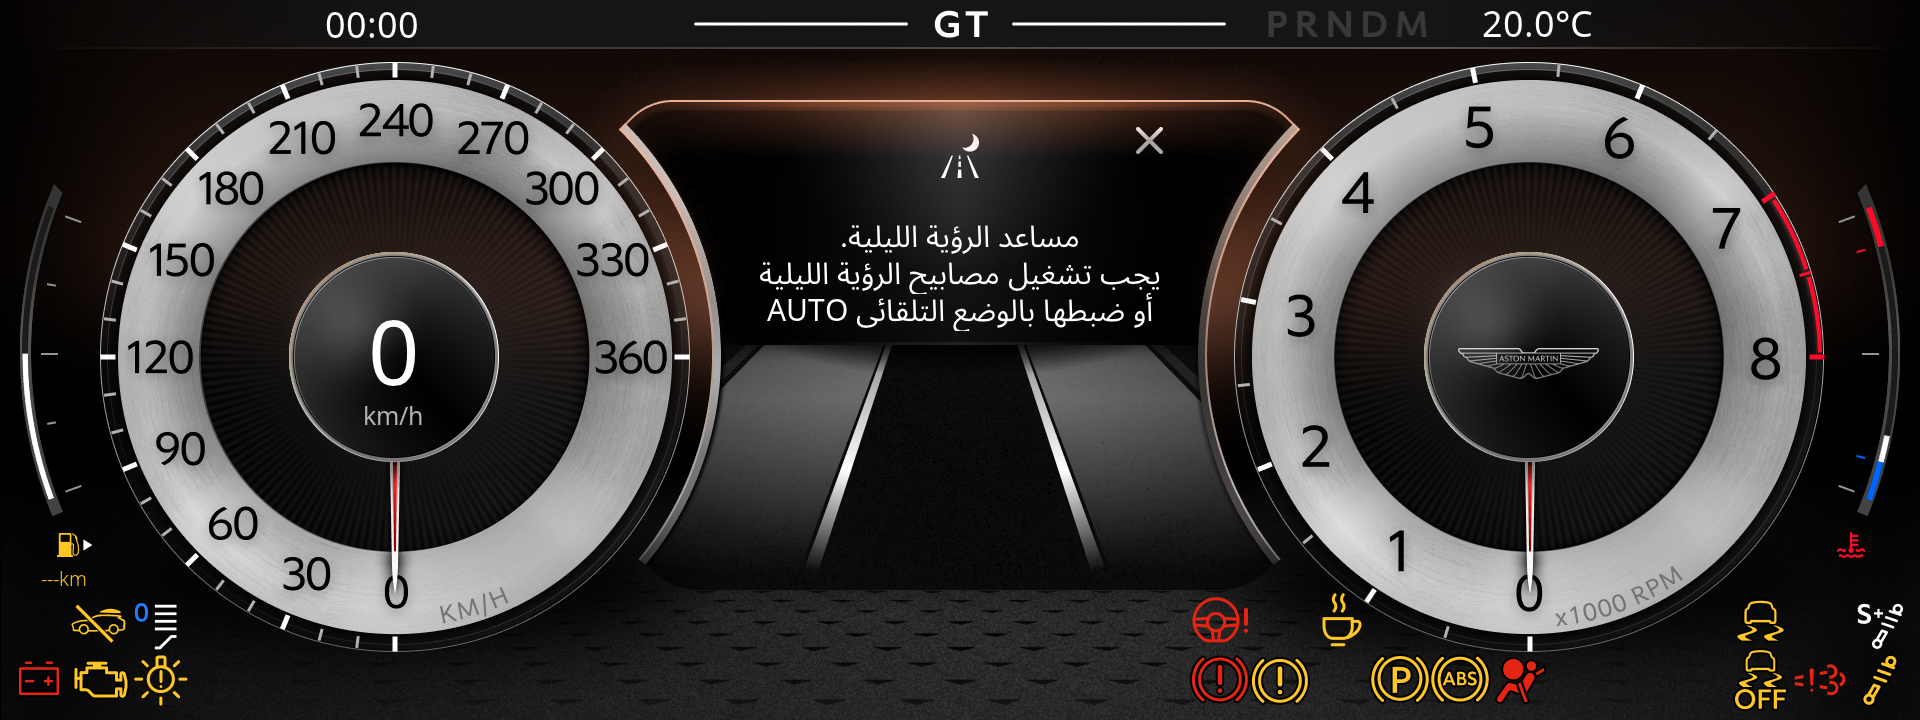 00:00
GT
PRNDM
20.0°C
مساعد الرؤية الليلية.
يجب تشغيل مصابيح الرؤية الليلية
أو ضبطها بالوضع التلقائى AUTO
0
30
60
90
120
150
180
210
240
270
300
330
360
KM/H
0
km/h
0
1
2
3
4
5
6
7
8
x1000 RPM
ASTON MARTIN
---km
0
P
ABS
OFF
S+